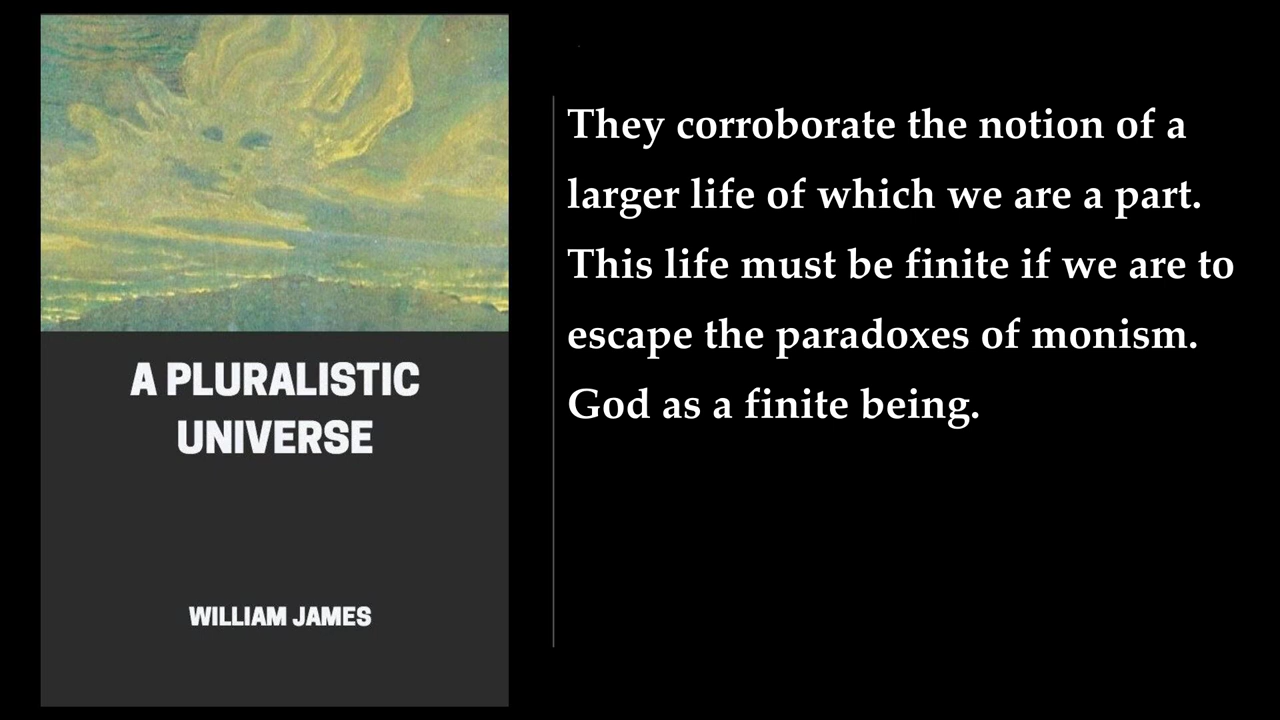 A PLURALISTIC
UNIVERSE
WILLIAM JAMES
They corroborate the notion of a
larger life of which we are a part.
This life must be finite if we are to
escape the paradoxes of monism.
God as a finite being.